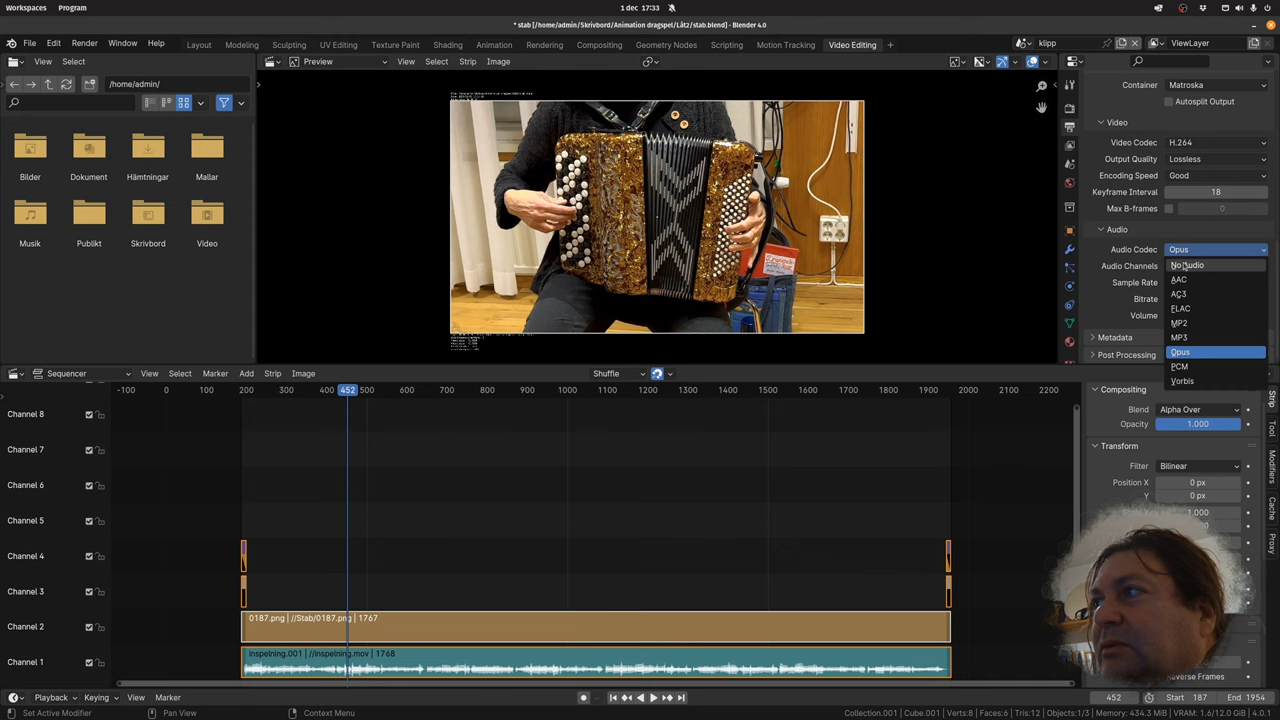 Workspaces Program 1 dec 17:33
* stab [/home/admin/Skrivbord/Animation dragspel/Låt2/stab.blend] - Blender 4.0
File Edit Render Window Help Layout Modeling Sculpting UV Editing Texture Paint Shading Animation Rendering Compositing Geometry Nodes Scripting Motion Tracking Video Editing + klipp ViewLayer
View Select Preview View Select Strip Image
/home/admin/
Container Matroska
Autosplit Output
Video
Video Codec H.264
Output Quality Lossless
Encoding Speed Good
Keyframe Interval 18
Max B-frames 0
Audio
Audio Codec Opus
Audio Channels No Audio
Sample Rate AAC
AC3
Bitrate FLAC
Volume MP2
Metadata MP3
Post Processing Opus
PCM
Vorbis
Bilder Dokument Hämtningar Mallar
Musik Publikt Skrivbord Video
Sequencer View Select Marker Add Strip Image Shuffle
-100 0 100 200 300 400 452 500 600 700 800 900 1000 1100 1200 1300 1400 1500 1600 1700 1800 1900 2000 2100 2200
Channel 8
Channel 7
Channel 6
Channel 5
Channel 4
Channel 3
Channel 2
0187.png | //Stab/0187.png | 1767
Channel 1
inspelning.001 | //inspelning.mov | 1768
Compositing
Blend Alpha Over
Opacity 1.000
Transform
Filter Bilinear
Position X 0 px
Y 0 px
1.000
Strip
Tool
Modifiers
Cache
Proxy
Reverse Frames
Playback Keying View Marker 452 Start 187 End 1954
Set Active Modifier Pan View Context Menu Collection.001 | Cube.001 | Verts:8 | Faces:6 | Tris:12 | Objects:1/3 | Memory: 434.3 MiB | VRAM: 1.6/12.0 GiB | 4.0.1